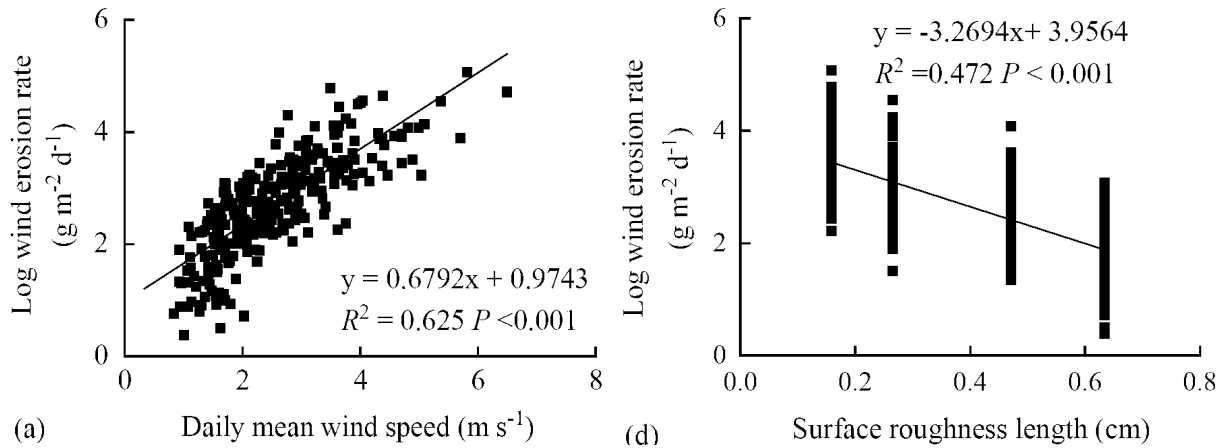 Log wind erosion rate
(g m⁻² d⁻¹)
6
4
2
0
y = 0.6792x + 0.9743
R² = 0.625 P <0.001
0 2 4 6 8
(a) Daily mean wind speed (m s⁻¹)
Log wind erosion rate
(g m⁻² d⁻¹)
6
4
2
0
y = -3.2694x+ 3.9564
R² =0.472 P < 0.001
0.0 0.2 0.4 0.6 0.8
(d) Surface roughness length (cm)